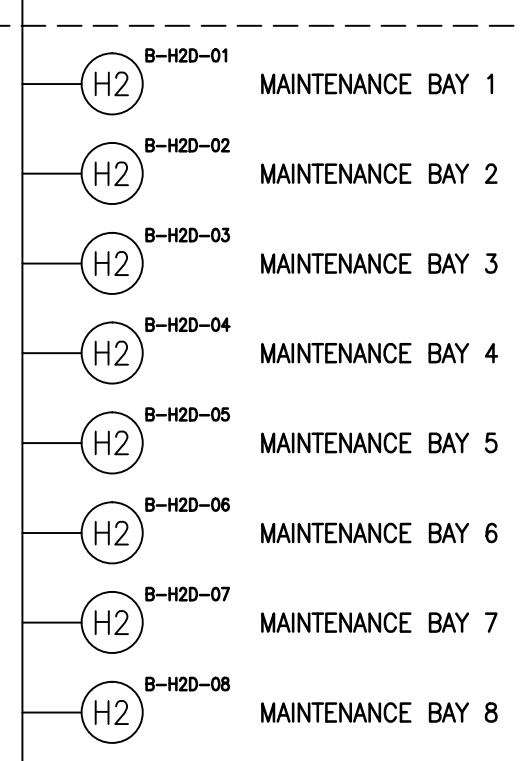 B-H2D-01
H2 MAINTENANCE BAY 1
B-H2D-02
H2 MAINTENANCE BAY 2
B-H2D-03
H2 MAINTENANCE BAY 3
B-H2D-04
H2 MAINTENANCE BAY 4
B-H2D-05
H2 MAINTENANCE BAY 5
B-H2D-06
H2 MAINTENANCE BAY 6
B-H2D-07
H2 MAINTENANCE BAY 7
B-H2D-08
H2 MAINTENANCE BAY 8